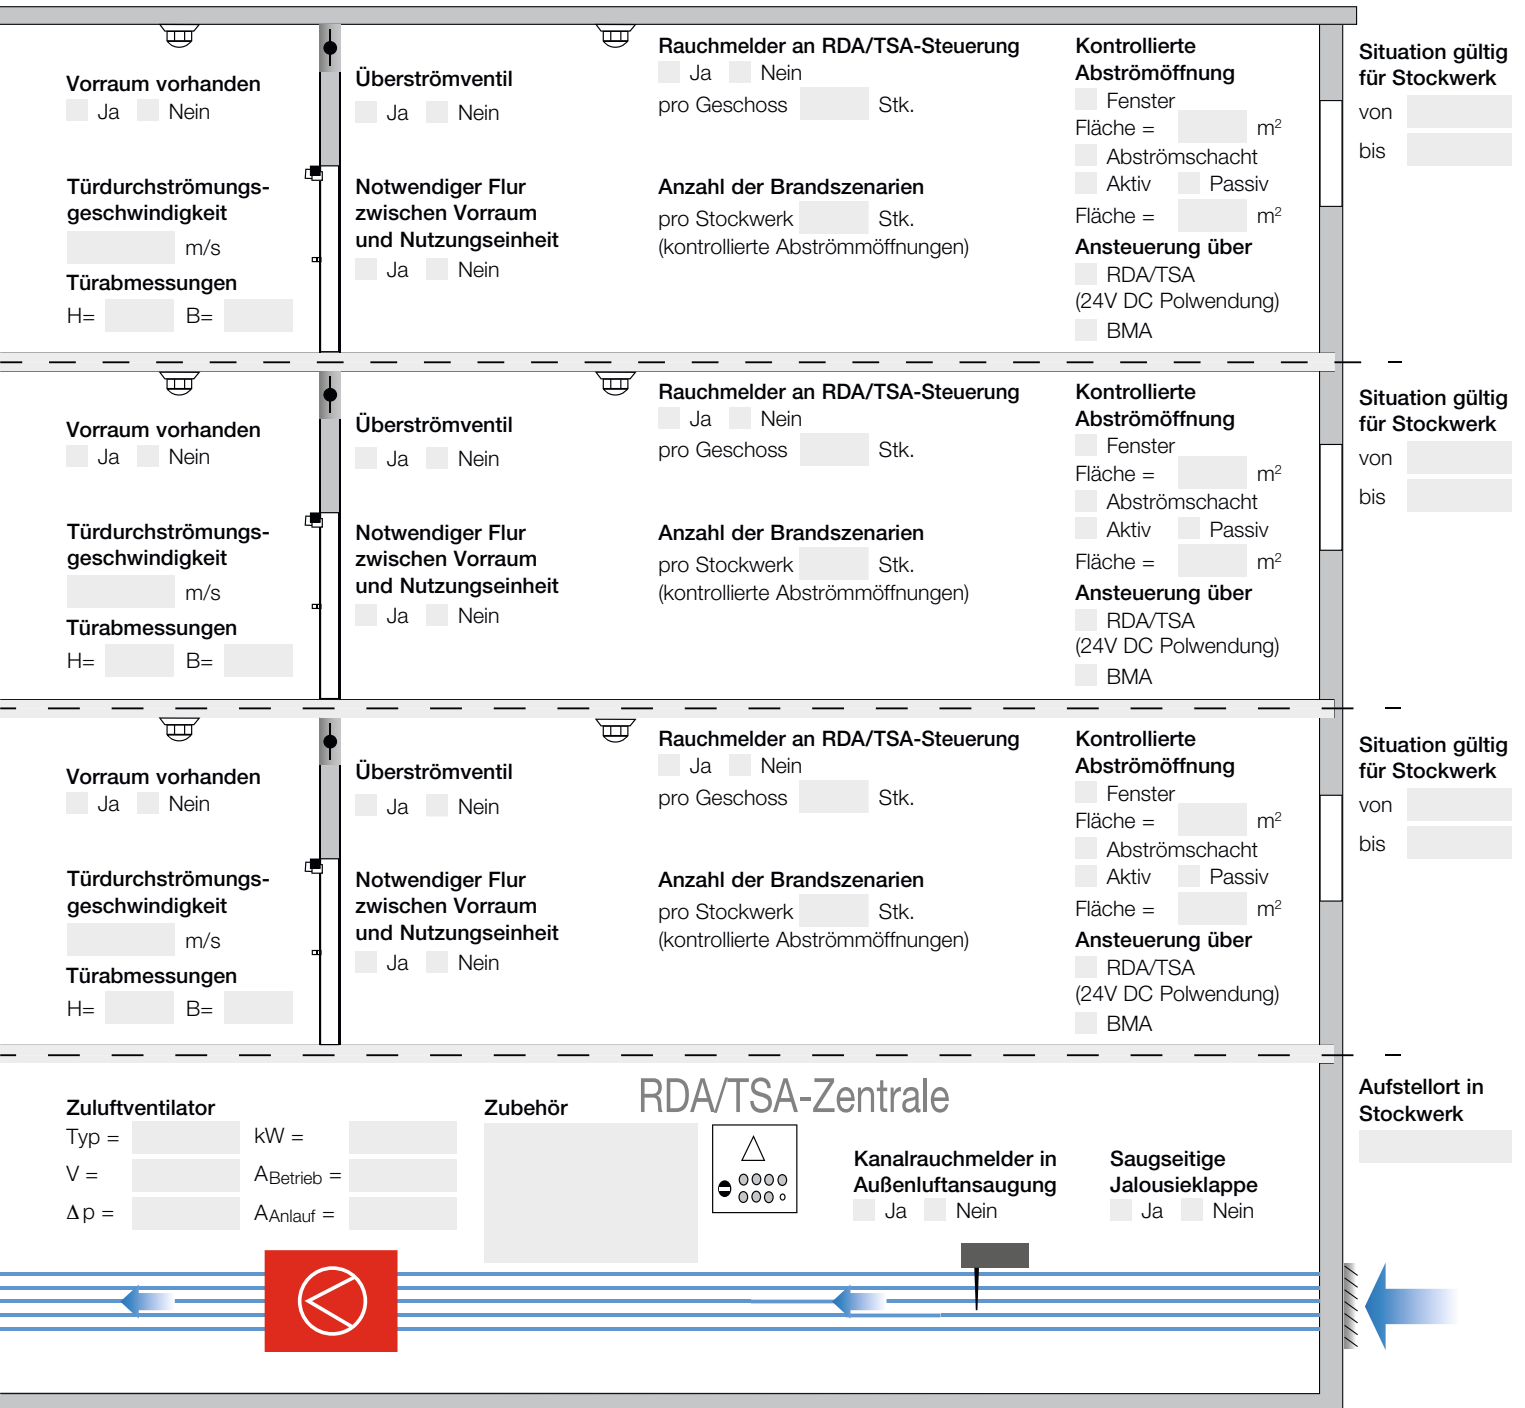 Vorraum vorhanden
Ja Nein
Türdurchströmungs-
geschwindigkeit
m/s
Türabmessungen
H= B=
Überströmventil
Ja Nein
Notwendiger Flur
zwischen Vorraum
und Nutzungseinheit
Ja Nein
Rauchmelder an RDA/TSA-Steuerung
Ja Nein
pro Geschoss Stk.
Anzahl der Brandszenarien
pro Stockwerk Stk.
(kontrollierte Abströmmöffnungen)
Kontrollierte
Abströmöffnung
Fenster
Fläche = m²
Abströmschacht
Aktiv Passiv
Fläche = m²
Ansteuerung über
RDA/TSA
(24V DC Polwendung)
BMA
Situation gültig
für Stockwerk
von
bis
Vorraum vorhanden
Ja Nein
Türdurchströmungs-
geschwindigkeit
m/s
Türabmessungen
H= B=
Überströmventil
Ja Nein
Notwendiger Flur
zwischen Vorraum
und Nutzungseinheit
Ja Nein
Rauchmelder an RDA/TSA-Steuerung
Ja Nein
pro Geschoss Stk.
Anzahl der Brandszenarien
pro Stockwerk Stk.
(kontrollierte Abströmmöffnungen)
Kontrollierte
Abströmöffnung
Fenster
Fläche = m²
Abströmschacht
Aktiv Passiv
Fläche = m²
Ansteuerung über
RDA/TSA
(24V DC Polwendung)
BMA
Situation gültig
für Stockwerk
von
bis
Vorraum vorhanden
Ja Nein
Türdurchströmungs-
geschwindigkeit
m/s
Türabmessungen
H= B=
Überströmventil
Ja Nein
Notwendiger Flur
zwischen Vorraum
und Nutzungseinheit
Ja Nein
Rauchmelder an RDA/TSA-Steuerung
Ja Nein
pro Geschoss Stk.
Anzahl der Brandszenarien
pro Stockwerk Stk.
(kontrollierte Abströmmöffnungen)
Kontrollierte
Abströmöffnung
Fenster
Fläche = m²
Abströmschacht
Aktiv Passiv
Fläche = m²
Ansteuerung über
RDA/TSA
(24V DC Polwendung)
BMA
Situation gültig
für Stockwerk
von
bis
RDA/TSA-Zentrale
Zuluftventilator
Typ = kW =
V = ABetrieb =
Δp = AAnlauf =
Zubehör
Kanalrauchmelder in
Außenluftansaugung
Ja Nein
Saugseitige
Jalousieklappe
Ja Nein
Aufstellort in
Stockwerk